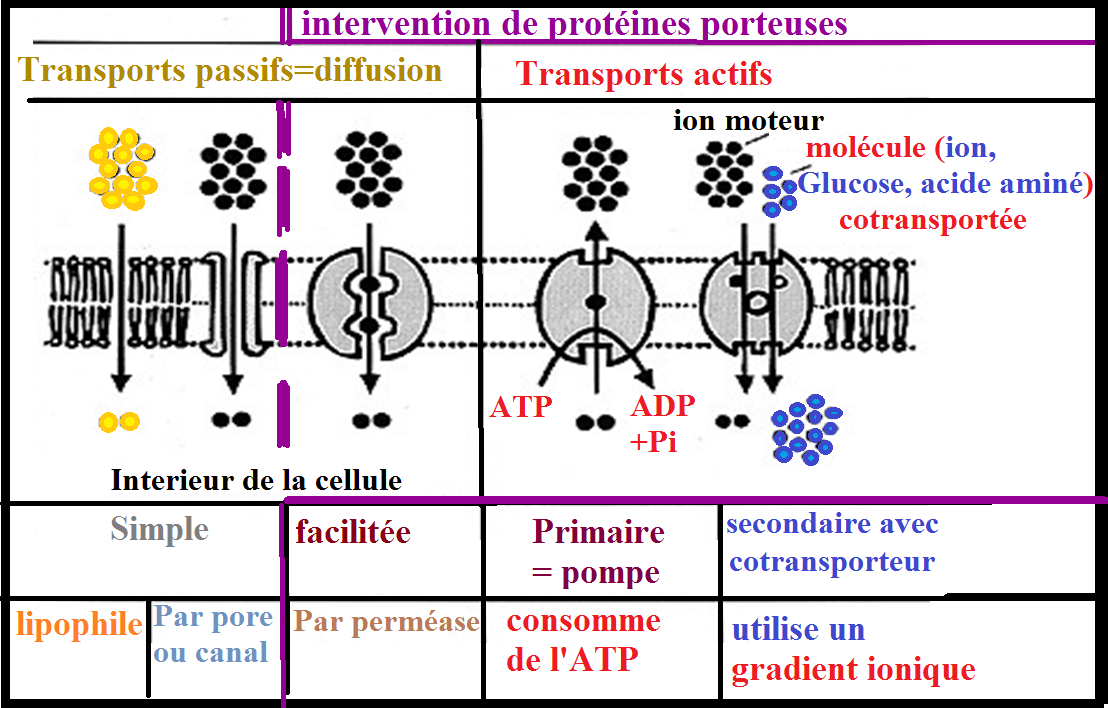 intervention de protéines porteuses
Transports passifs=diffusion
Transports actifs
ion moteur
molécule (ion,
Glucose, acide aminé)
cotransportée
ATP
ADP
+Pi
Interieur de la cellule
Simple
facilitée
Primaire
= pompe
secondaire avec
cotransporteur
lipophile
Par pore
ou canal
Par perméase
consomme
de l'ATP
utilise un
gradient ionique